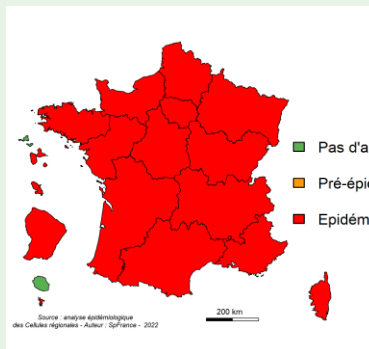 Pas d'a
Pré-épi
Epidém
200 km
Source : analyse épidémiologique
des Cellules régionales - Auteur : SpFrance - 2022